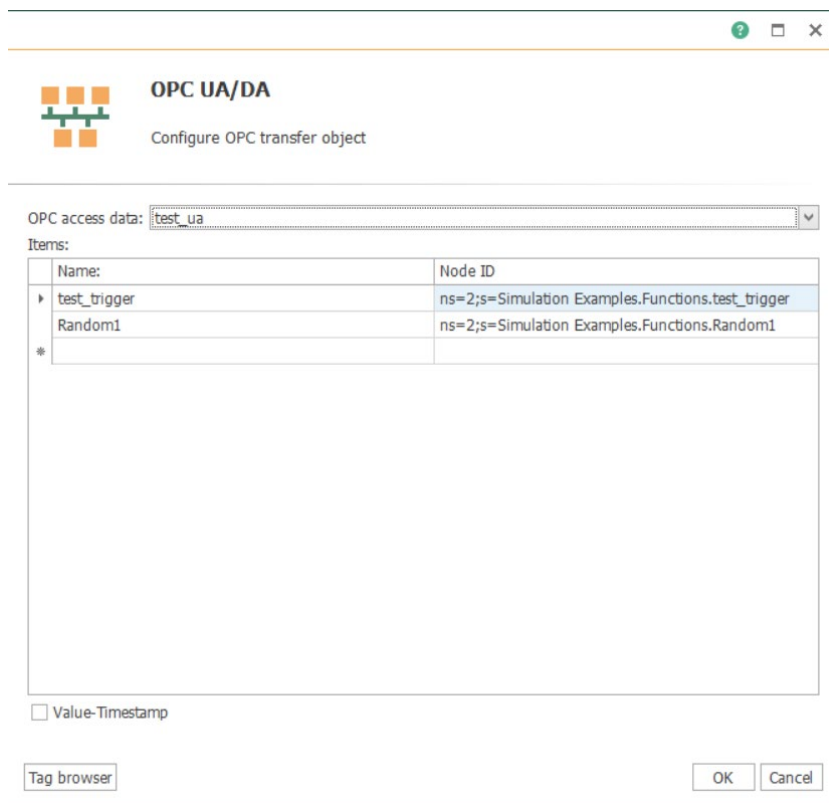 OPC UA/DA
Configure OPC transfer object
OPC access data: test_ua
Items:
Name: Node ID
test_trigger ns=2;s=Simulation Examples.Functions.test_trigger
Random1 ns=2;s=Simulation Examples.Functions.Random1
Value-Timestamp
Tag browser OK Cancel